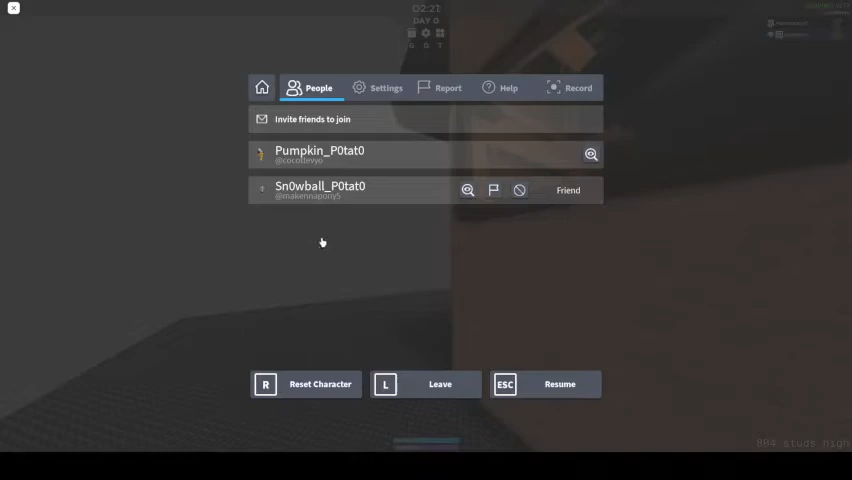 02:21
DAY 0
G G T
People Settings Report Help Record
Invite friends to join
Pumpkin_P0tat0
Sn0wball_P0tat0
@makennapony5
Friend
R Reset Character L Leave ESC Resume
804 studs high